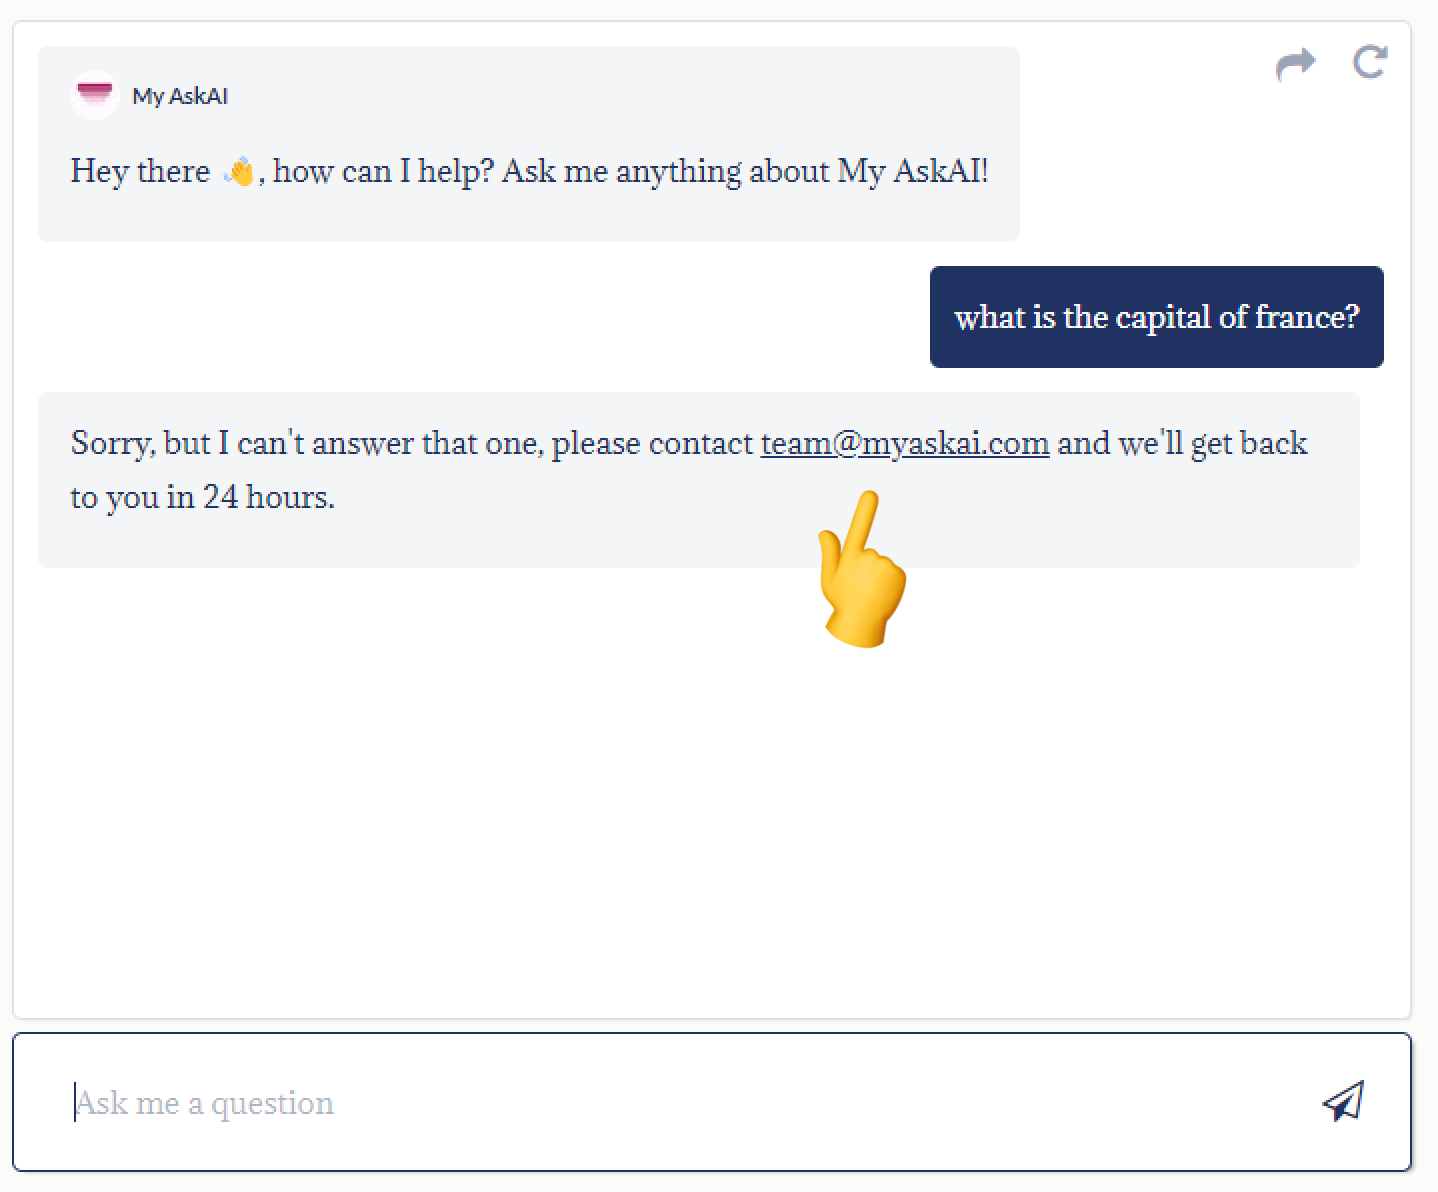 My AskAI
Hey there 👋, how can I help? Ask me anything about My AskAI!
what is the capital of france?
Sorry, but I can't answer that one, please contact team@myaskai.com and we'll get back
to you in 24 hours.
Ask me a question